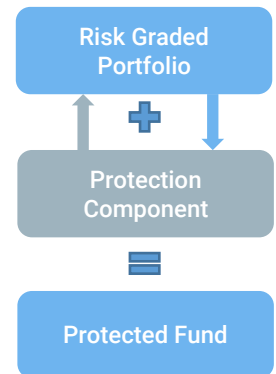 Risk Graded
Portfolio
Protection
Component
Protected Fund